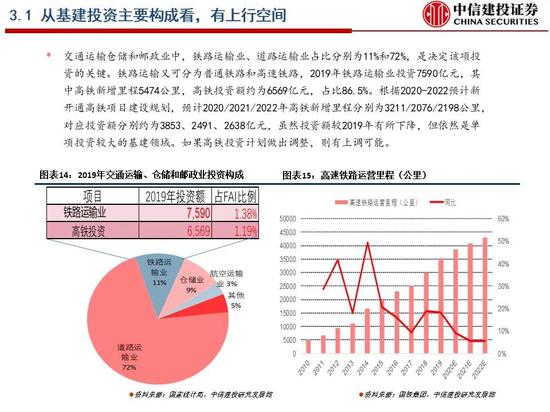 3.1 从基建投资主要构成看，有上行空间
中信建投证券
CHINA SECURITIES
• 交通运输仓储和邮政业中，铁路运输业、道路运输业占比分别为11%和72%，是决定该项投
资的关键。铁路运输又可分为普通铁路和高速铁路，2019年铁路运输业投资7590亿元，其
中高铁新增里程5474公里，高铁投资额约为6569亿元，占比86.5%。根据2020-2022预计新
开通高铁项目建设规划，预计2020/2021/2022年高铁新增里程分别为3211/2076/2198公里，
对应投资额分别约为3853、2491、2638亿元，虽然投资额较2019年有所下降，但依然是单
项投资较大的基建领域。如果高铁投资计划做出调整，则有上调可能。
图表14：2019年交通运输、仓储和邮政业投资构成
项目 2019年投资额 占FAI比例
铁路运输业 7,590 1.38%
高铁投资 6,569 1.19%
铁路运
输业
11%
仓储业
9%
航空运输
业 3%
其他
5%
道路运
输业
72%
资料来源：国家统计局，中信建投研究发展部
图表15：高速铁路运营里程（公里）
高速铁路运营里程（公里） 同比
50000 60%
45000
40000 50%
35000
30000 40%
25000 30%
20000
15000 20%
10000
5000 10%
0 0%
2010 2011 2012 2013 2014 2015 2016 2017 2018 2019 2020E 2021E 2022E
资料来源：国铁集团，中信建投研究发展部